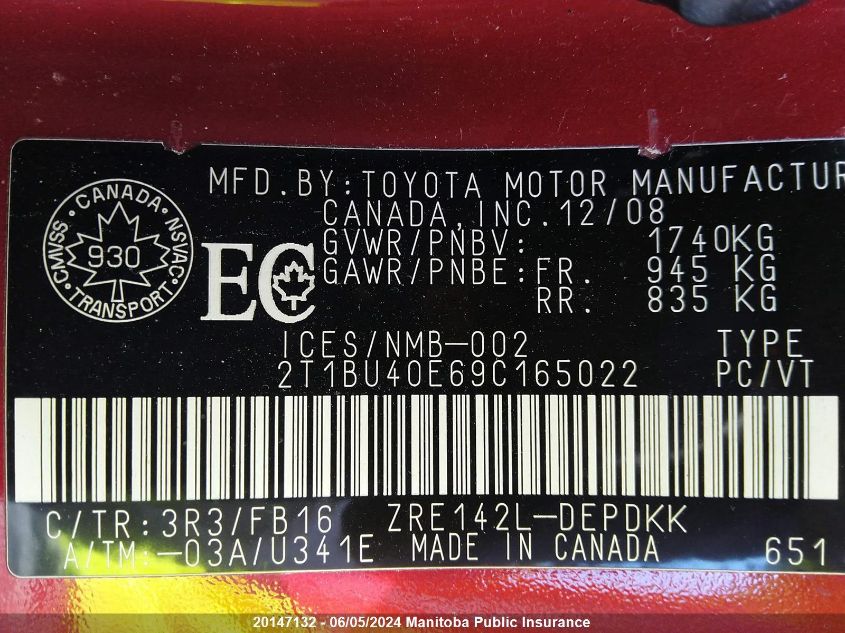 MFD.BY:TOYOTA MOTOR MANUFACTUR
CANADA,INC.12/08
GVWR/PNBV: 1740KG
GAWR/PNBE:FR. 945 KG
RR. 835 KG
CANADA
CMVSS 930 NSVAC
TRANSPORT
EC
ICES/NMB-002 TYPE
2T1BU40E69C165022 PC/VT
C/TR:3R3/FB16 ZRE142L-DEPDKK
A/TM:-03A/U341E MADE IN CANADA 651
20147132 - 06/05/2024 Manitoba Public Insurance